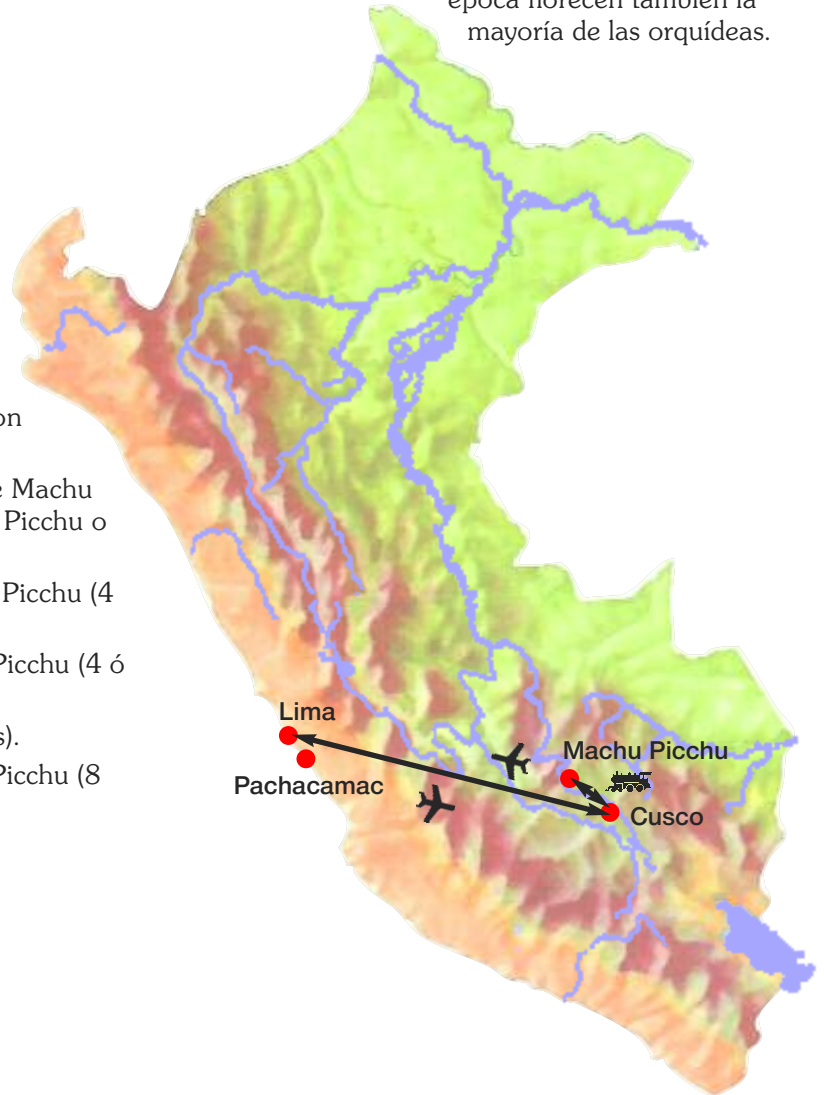 época florecen también la
mayoría de las orquídeas.
on
e Machu
Picchu o
Picchu (4
Picchu (4 ó
s).
Picchu (8
Lima
Pachacamac
Machu Picchu
Cusco